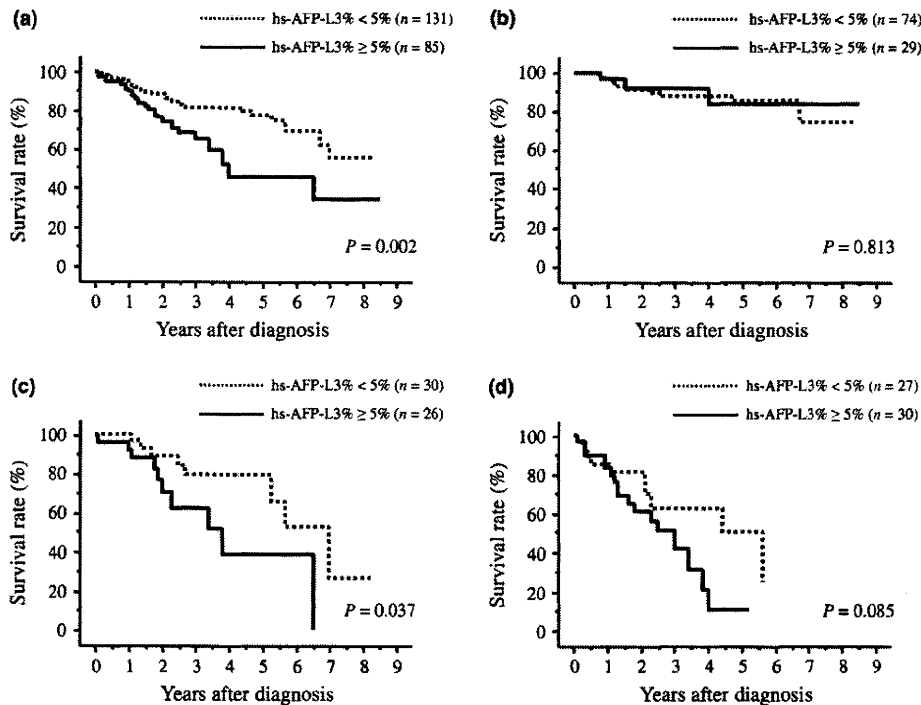 (a)
hs-AFP-L3% < 5% (n = 131)
hs-AFP-L3% ≥ 5% (n = 85)
Survival rate (%)
100
80
60
40
20
0
P = 0.002
0 1 2 3 4 5 6 7 8 9
Years after diagnosis
(b)
hs-AFP-L3% < 5% (n = 74)
hs-AFP-L3% ≥ 5% (n = 29)
Survival rate (%)
100
80
60
40
20
0
P = 0.813
0 1 2 3 4 5 6 7 8 9
Years after diagnosis
(c)
hs-AFP-L3% < 5% (n = 30)
hs-AFP-L3% ≥ 5% (n = 26)
Survival rate (%)
100
80
60
40
20
0
P = 0.037
0 1 2 3 4 5 6 7 8 9
Years after diagnosis
(d)
hs-AFP-L3% < 5% (n = 27)
hs-AFP-L3% ≥ 5% (n = 30)
Survival rate (%)
100
80
60
40
20
0
P = 0.085
0 1 2 3 4 5 6 7 8 9
Years after diagnosis